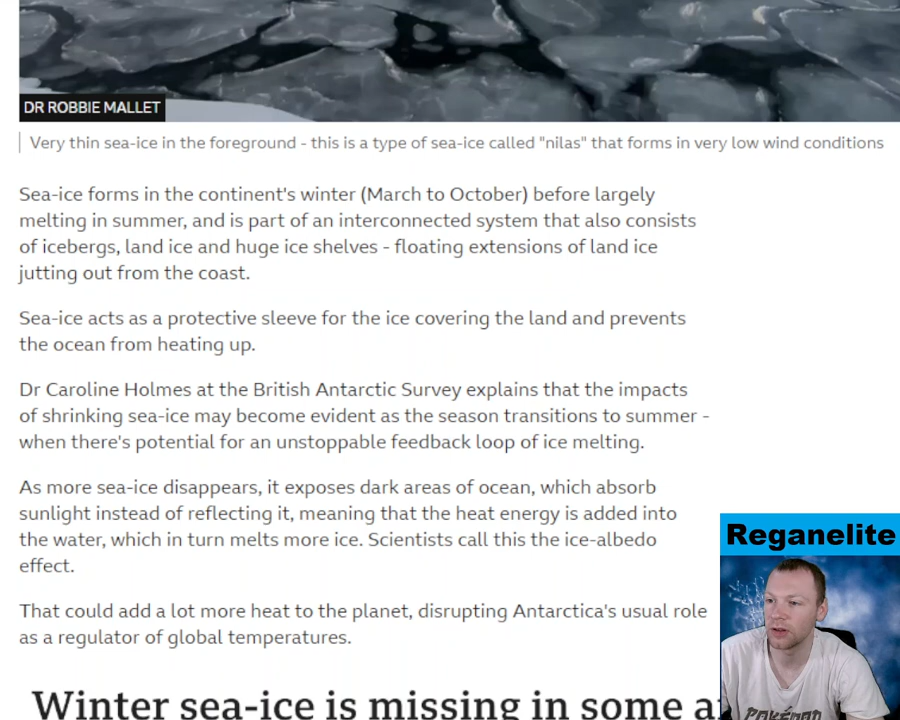 DR ROBBIE MALLET
Very thin sea-ice in the foreground - this is a type of sea-ice called "nilas" that forms in very low wind conditions
Sea-ice forms in the continent's winter (March to October) before largely
melting in summer, and is part of an interconnected system that also consists
of icebergs, land ice and huge ice shelves - floating extensions of land ice
jutting out from the coast.
Sea-ice acts as a protective sleeve for the ice covering the land and prevents
the ocean from heating up.
Dr Caroline Holmes at the British Antarctic Survey explains that the impacts
of shrinking sea-ice may become evident as the season transitions to summer -
when there's potential for an unstoppable feedback loop of ice melting.
As more sea-ice disappears, it exposes dark areas of ocean, which absorb
sunlight instead of reflecting it, meaning that the heat energy is added into
the water, which in turn melts more ice. Scientists call this the ice-albedo
effect.
Reganelite
That could add a lot more heat to the planet, disrupting Antarctica's usual role
as a regulator of global temperatures.
Winter sea-ice is missing in some
POKÉMON